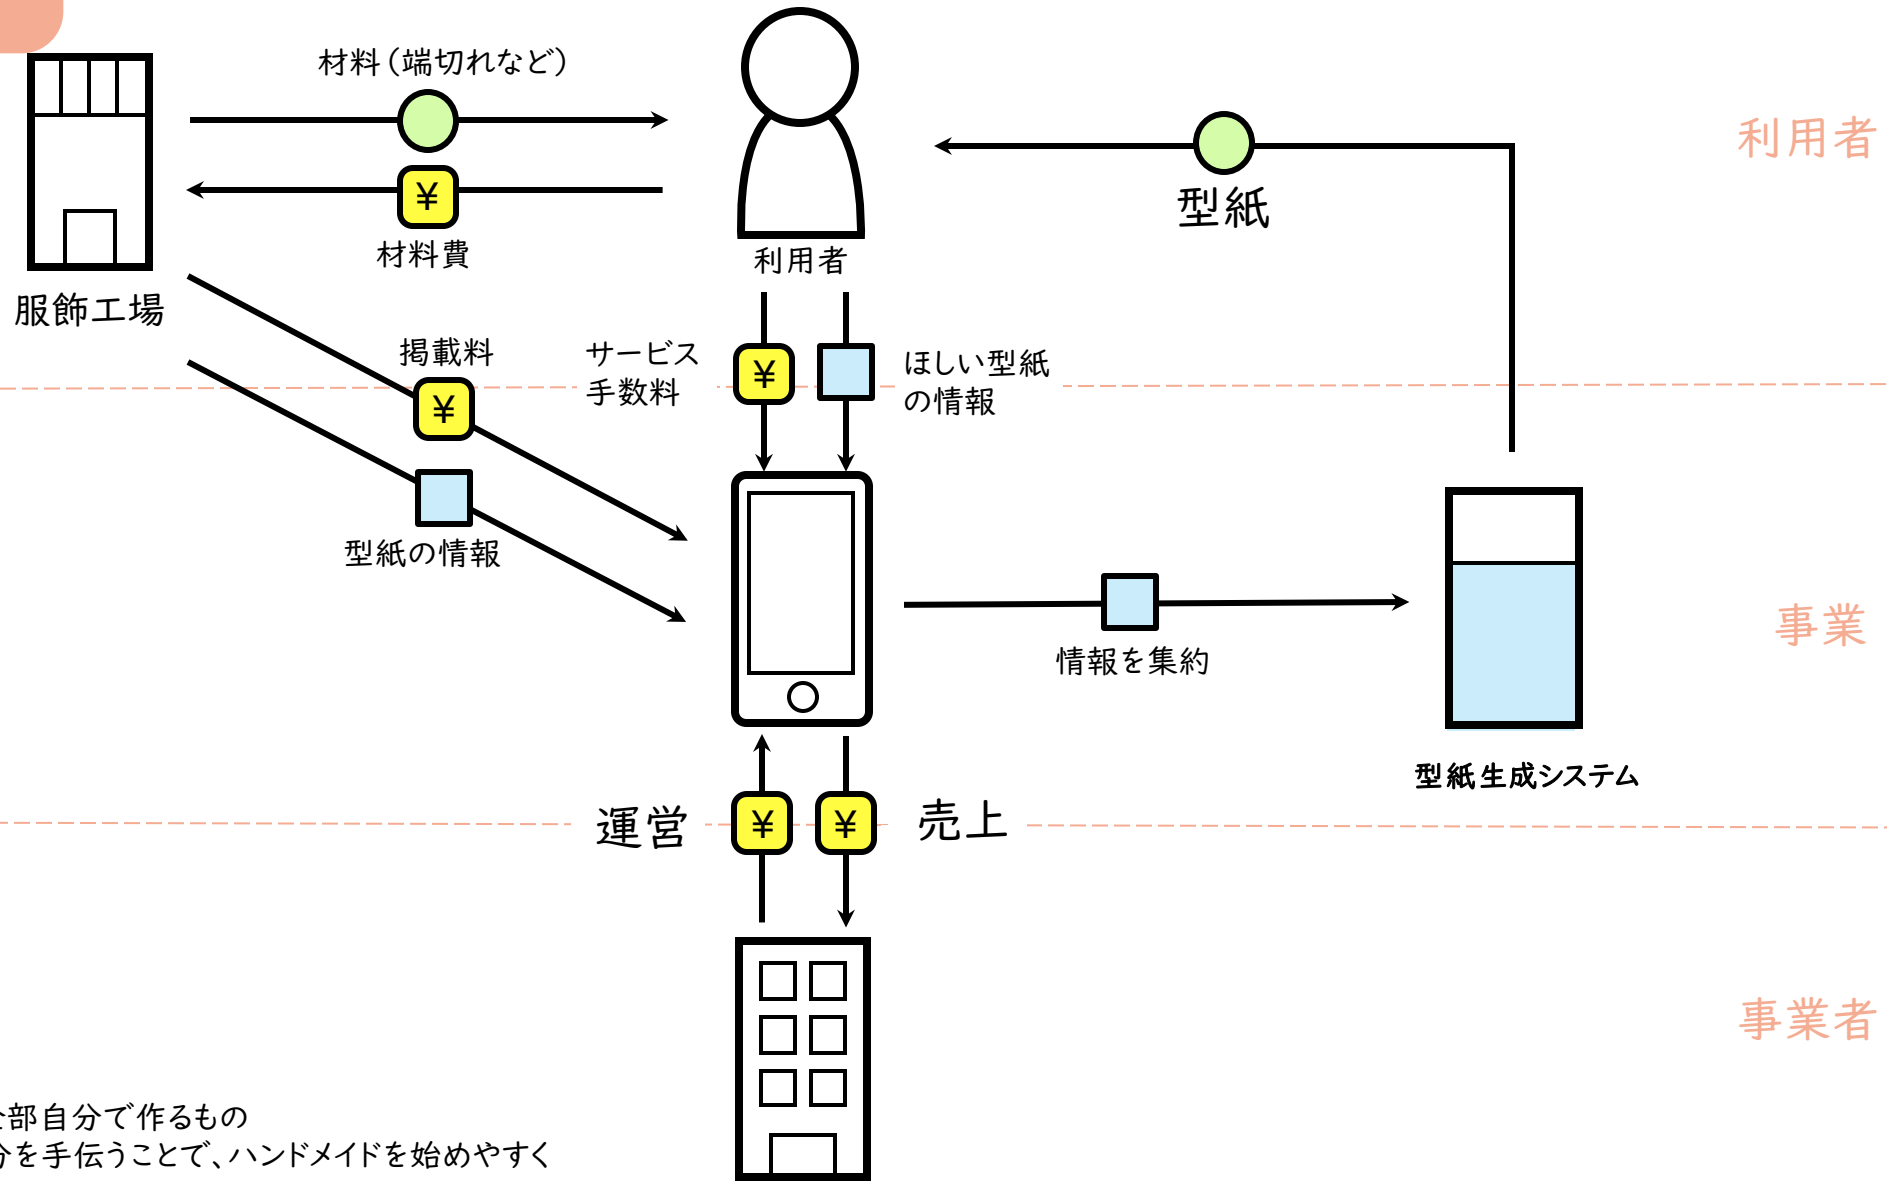 材料（端切れなど）
¥
材料費
服飾工場
利用者
型紙
利用者
掲載料
¥
サービス
手数料
¥
ほしい型紙
の情報
型紙の情報
情報を集約
事業
型紙生成システム
運営
¥
¥
売上
事業者
部自分で作るもの
を手伝うことで、ハンドメイドを始めやすく